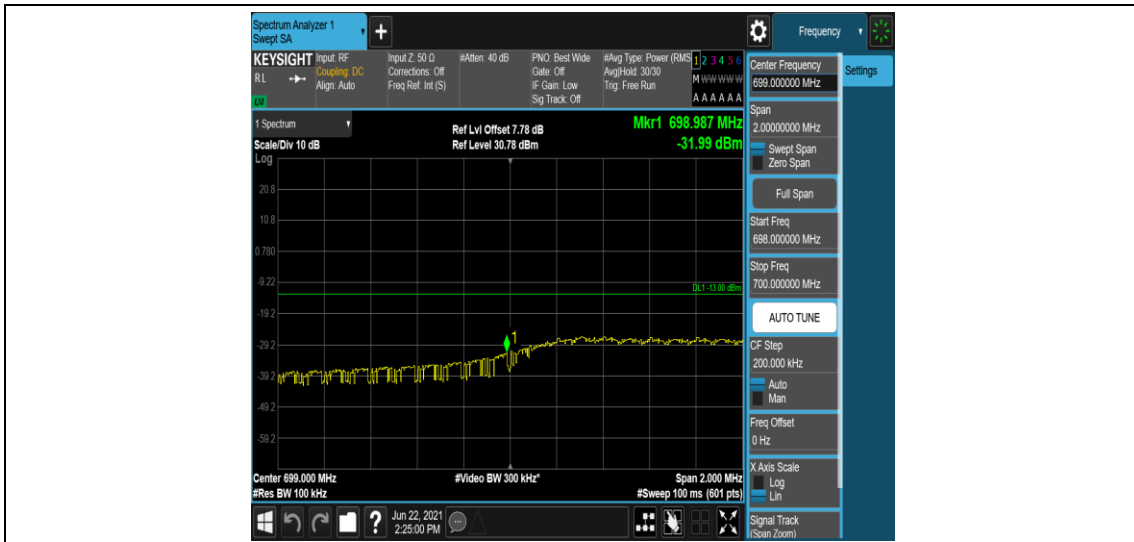 Spectrum Analyzer 1
Swept SA
+
Frequency
KEYSIGHT
RL
LXI
Input: RF
Coupling: DC
Align: Auto
Input Z: 50 Ω
Corrections: Off
Freq Ref: Int (S)
#Atten: 40 dB
PNO: Best Wide
Gate: Off
IF Gain: Low
Sig Track: Off
#Avg Type: Power (RMS
Avg|Hold: 30/30
Trig: Free Run
1 2 3 4 5 6
M W W W W W
A A A A A A
Center Frequency
699.000000 MHz
Settings
Span
2.00000000 MHz
Swept Span
Zero Span
Full Span
Start Freq
698.000000 MHz
Stop Freq
700.000000 MHz
AUTO TUNE
CF Step
200.000 kHz
Auto
Man
Freq Offset
0 Hz
X Axis Scale
Log
Lin
Signal Track
(Span Zoom)
1 Spectrum
Scale/Div 10 dB
Ref Lvl Offset 7.78 dB
Ref Level 30.78 dBm
Mkr1 698.987 MHz
-31.99 dBm
Log
20.8
10.8
0.780
-9.22
DL1 -13.00 dBm
-19.2
-29.2
1
-39.2
-49.2
-59.2
Center 699.000 MHz
#Res BW 100 kHz
#Video BW 300 kHz*
Span 2.000 MHz
#Sweep 100 ms (601 pts)
?
Jun 22, 2021
2:25:00 PM